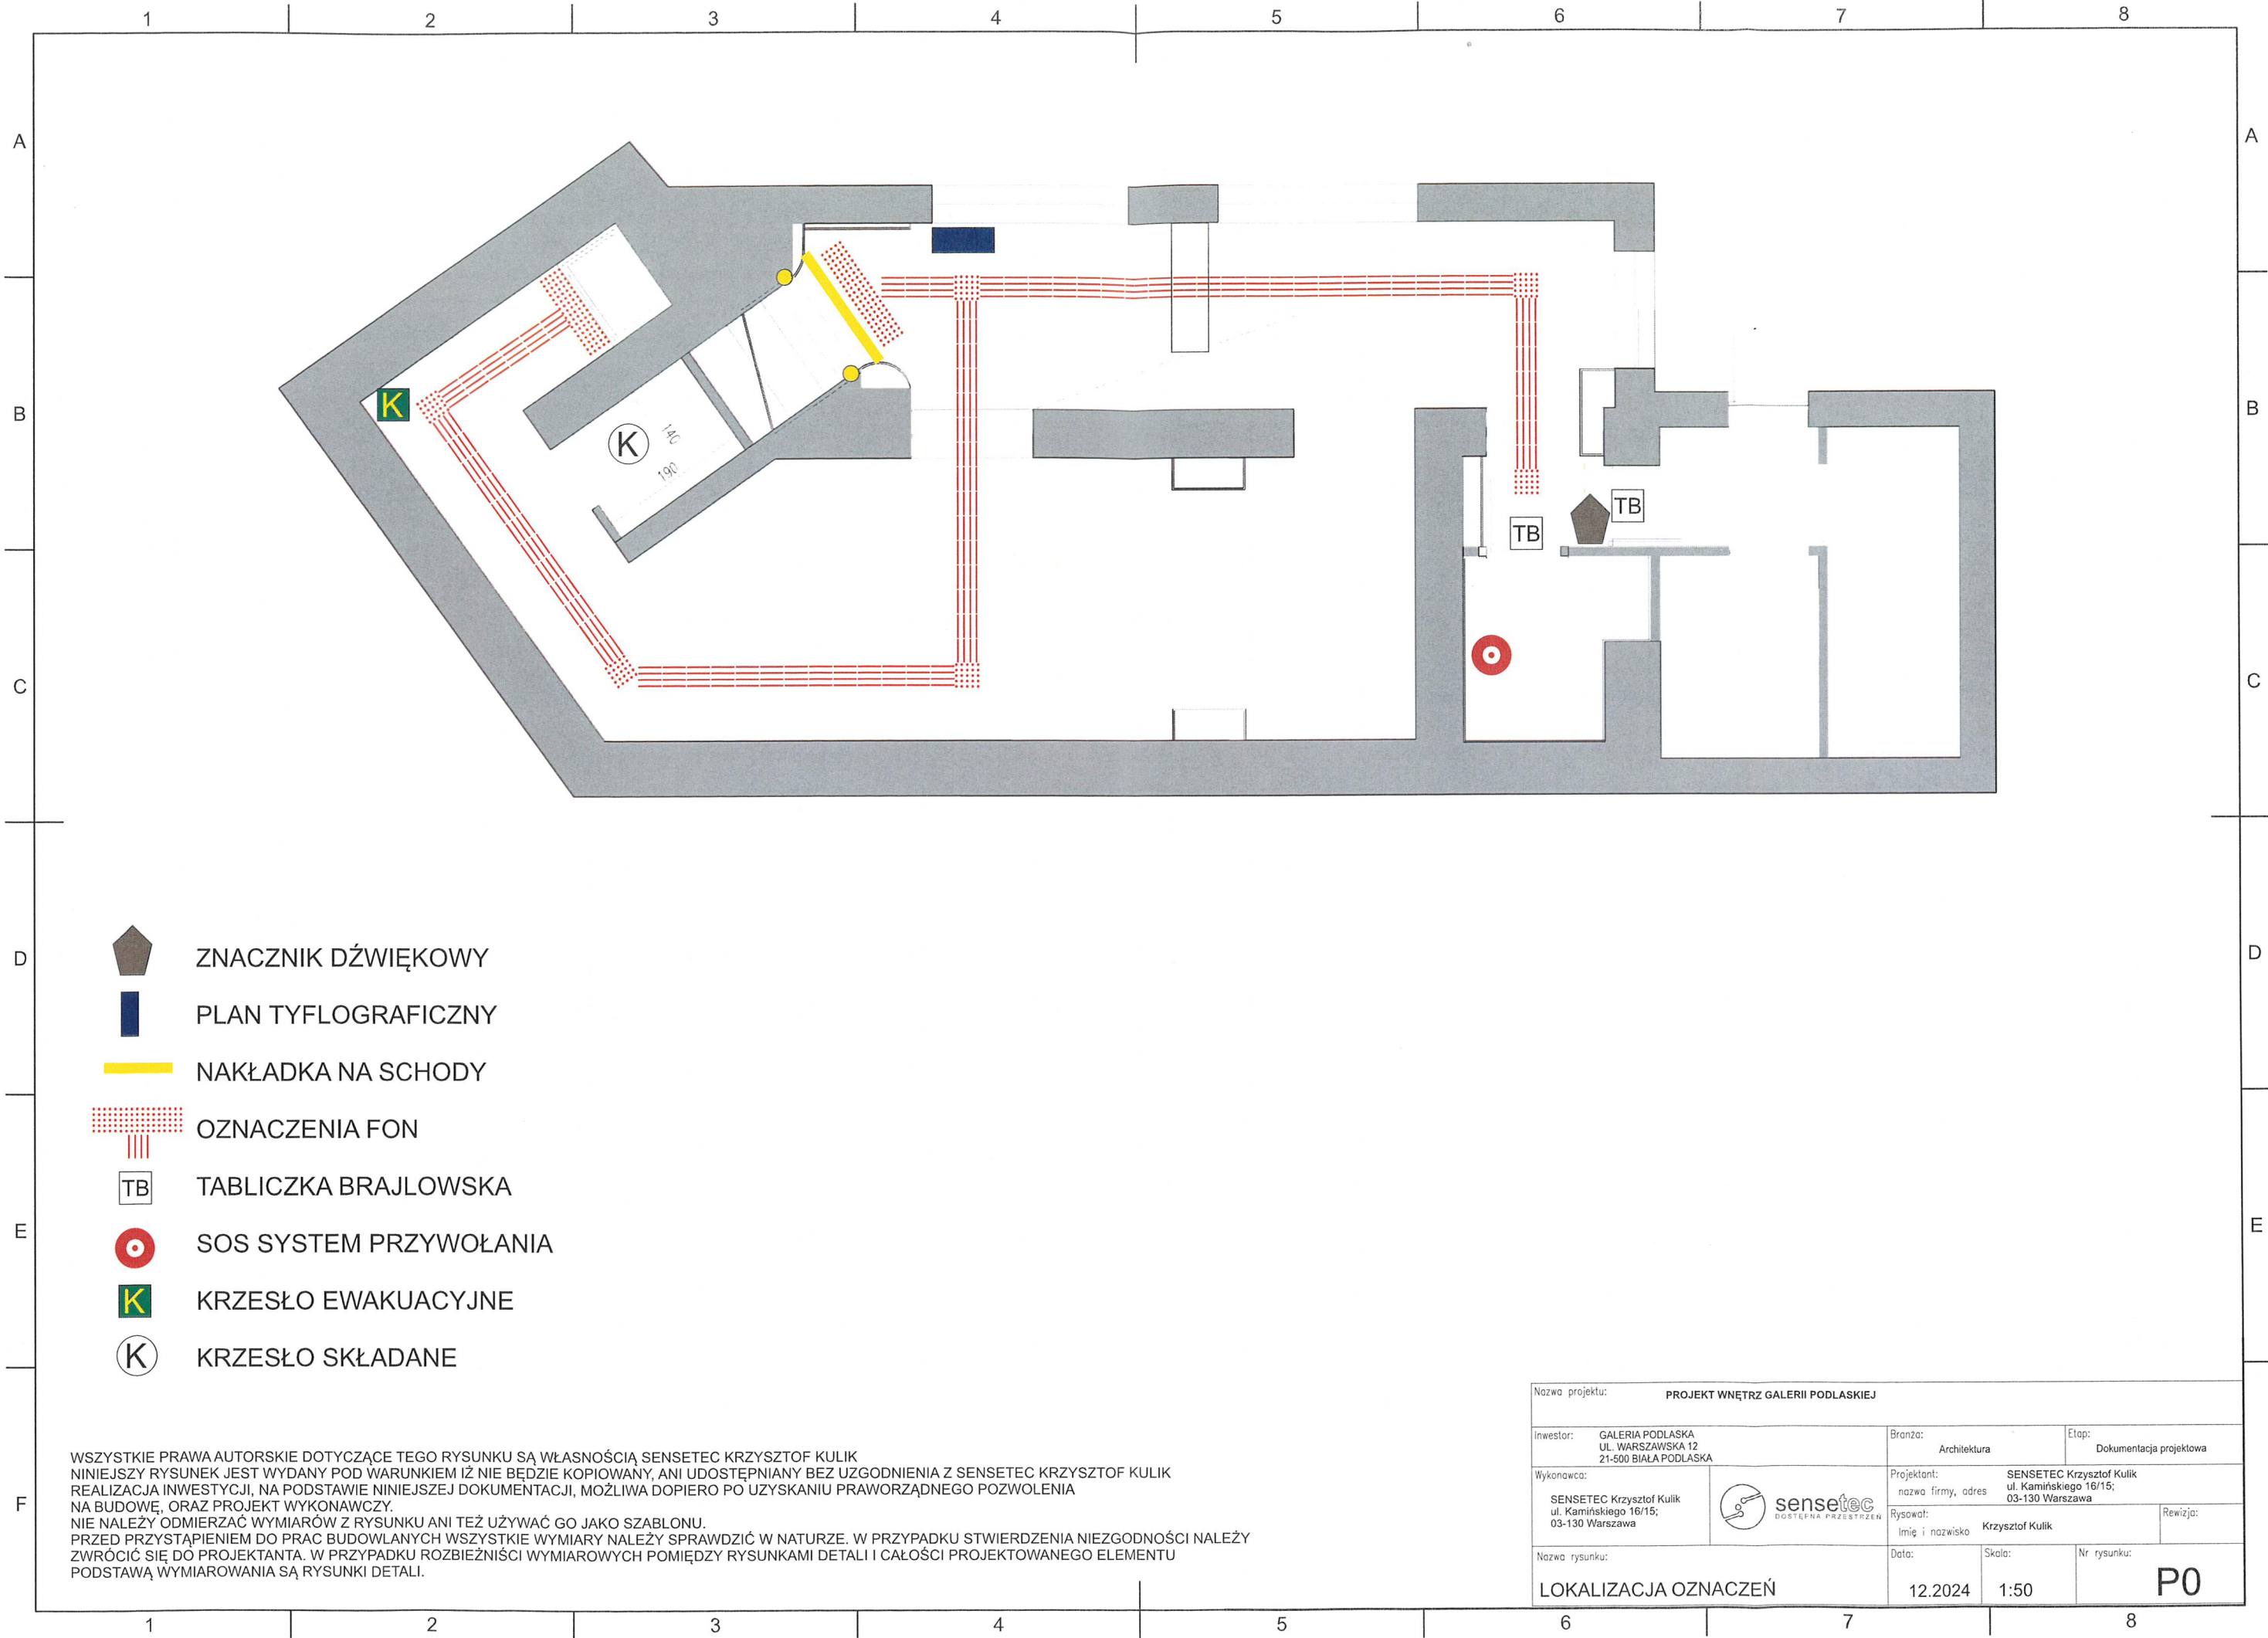 1 2 3 4 5 6 7 8
A A
B B
C C
D D
E E
F
K
K
140
190
TB
TB
ZNACZNIK DŹWIĘKOWY
PLAN TYFLOGRAFICZNY
NAKŁADKA NA SCHODY
OZNACZENIA FON
TB TABLICZKA BRAJLOWSKA
SOS SYSTEM PRZYWOŁANIA
K KRZESŁO EWAKUACYJNE
K KRZESŁO SKŁADANE
WSZYSTKIE PRAWA AUTORSKIE DOTYCZĄCE TEGO RYSUNKU SĄ WŁASNOŚCIĄ SENSETEC KRZYSZTOF KULIK
NINIEJSZY RYSUNEK JEST WYDANY POD WARUNKIEM IŻ NIE BĘDZIE KOPIOWANY, ANI UDOSTĘPNIANY BEZ UZGODNIENIA Z SENSETEC KRZYSZTOF KULIK
REALIZACJA INWESTYCJI, NA PODSTAWIE NINIEJSZEJ DOKUMENTACJI, MOŻLIWA DOPIERO PO UZYSKANIU PRAWORZĄDNEGO POZWOLENIA
NA BUDOWĘ, ORAZ PROJEKT WYKONAWCZY.
NIE NALEŻY ODMIERZAĆ WYMIARÓW Z RYSUNKU ANI TEŻ UŻYWAĆ GO JAKO SZABLONU.
PRZED PRZYSTĄPIENIEM DO PRAC BUDOWLANYCH WSZYSTKIE WYMIARY NALEŻY SPRAWDZIĆ W NATURZE. W PRZYPADKU STWIERDZENIA NIEZGODNOŚCI NALEŻY
ZWRÓCIĆ SIĘ DO PROJEKTANTA. W PRZYPADKU ROZBIEŻNIŚCI WYMIAROWYCH POMIĘDZY RYSUNKAMI DETALI I CAŁOŚCI PROJEKTOWANEGO ELEMENTU
PODSTAWĄ WYMIAROWANIA SĄ RYSUNKI DETALI.
Nazwa projektu: PROJEKT WNĘTRZ GALERII PODLASKIEJ
Inwestor: GALERIA PODLASKA
UL. WARSZAWSKA 12
21-500 BIAŁA PODLASKA
Branża: Architektura
Etap: Dokumentacja projektowa
Wykonawca:
SENSETEC Krzysztof Kulik
ul. Kamińskiego 16/15;
03-130 Warszawa
sensetec
DOSTĘPNA PRZESTRZEŃ
Projektant: nazwa firmy, adres
SENSETEC Krzysztof Kulik
ul. Kamińskiego 16/15;
03-130 Warszawa
Rysował: Imię i nazwisko Krzysztof Kulik
Rewizja:
Nazwa rysunku:
LOKALIZACJA OZNACZEŃ
Data: 12.2024
Skala: 1:50
Nr rysunku: P0
1 2 3 4 5 6 7 8